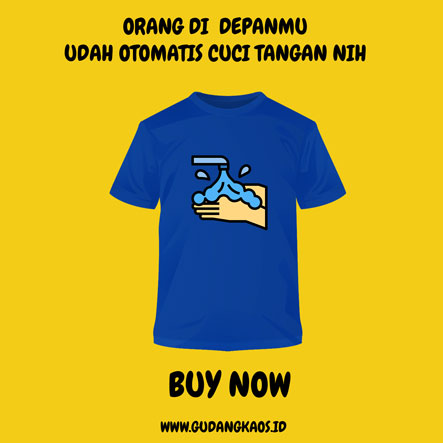 ORANG DI DEPANMU
UDAH OTOMATIS CUCI TANGAN NIH
BUY NOW
WWW.GUDANGKAOS.ID